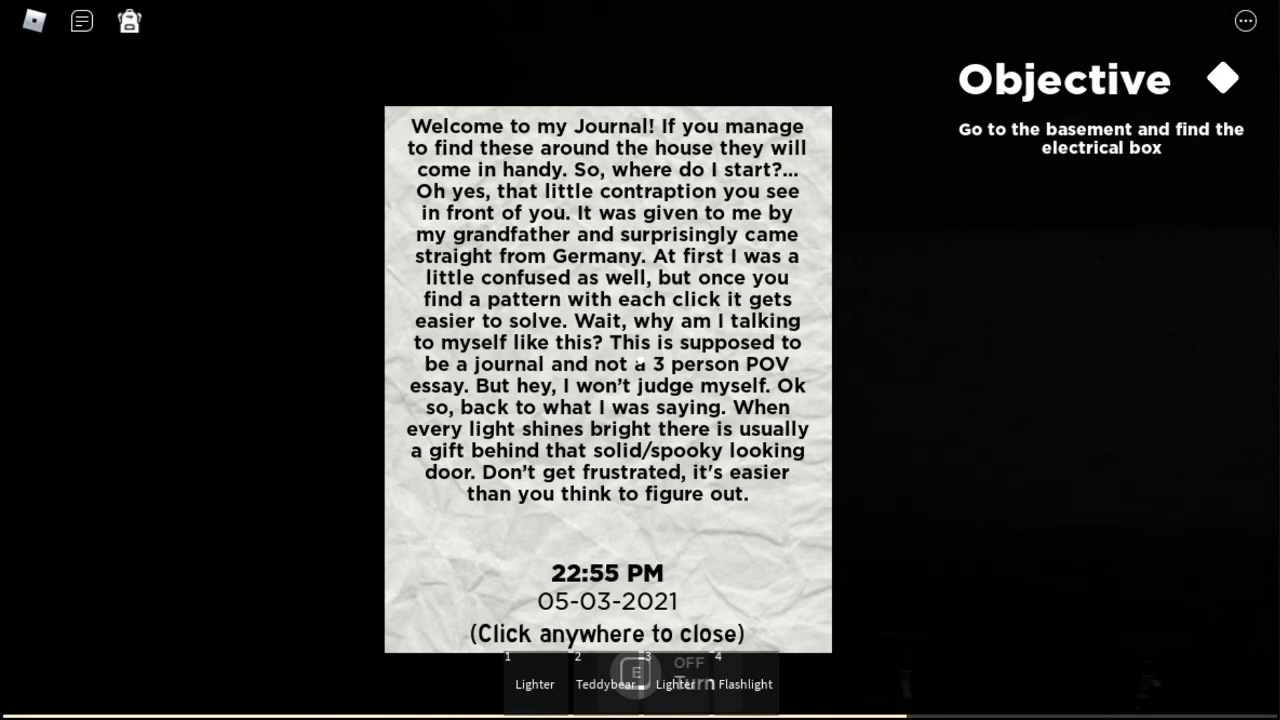 Objective
Go to the basement and find the
electrical box
Welcome to my Journal! If you manage
to find these around the house they will
come in handy. So, where do I start?...
Oh yes, that little contraption you see
in front of you. It was given to me by
my grandfather and surprisingly came
straight from Germany. At first I was a
little confused as well, but once you
find a pattern with each click it gets
easier to solve. Wait, why am I talking
to myself like this? This is supposed to
be a journal and not a 3 person POV
essay. But hey, I won’t judge myself. Ok
so, back to what I was saying. When
every light shines bright there is usually
a gift behind that solid/spooky looking
door. Don’t get frustrated, it's easier
than you think to figure out.
22:55 PM
05-03-2021
(Click anywhere to close)
1 2 3 4
E OFF
Turn
Lighter Teddybear Lighter Flashlight